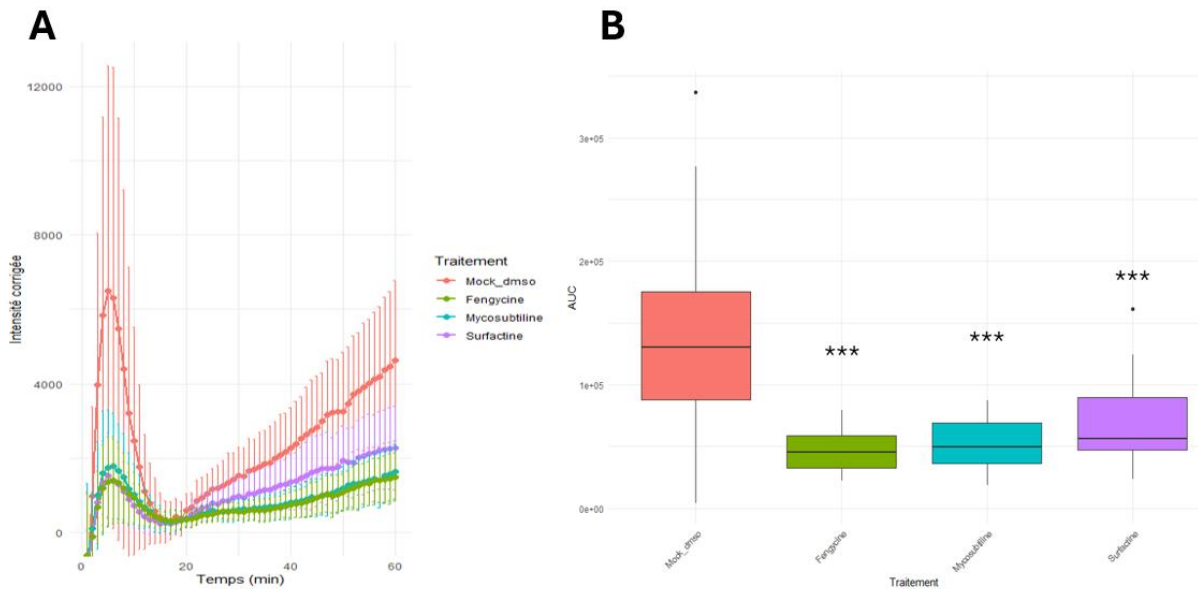 A
12000
8000
4000
0
Intensité corrigée
0 20 40 60
Temps (min)
Traitement
Mock_dmso
Fengycine
Mycosubtiline
Surfactine
B
3e+05
2e+05
1e+05
0e+00
AUC
***
***
***
Mock_dmso
Fengycine
Mycosubtiline
Surfactine
Traitement